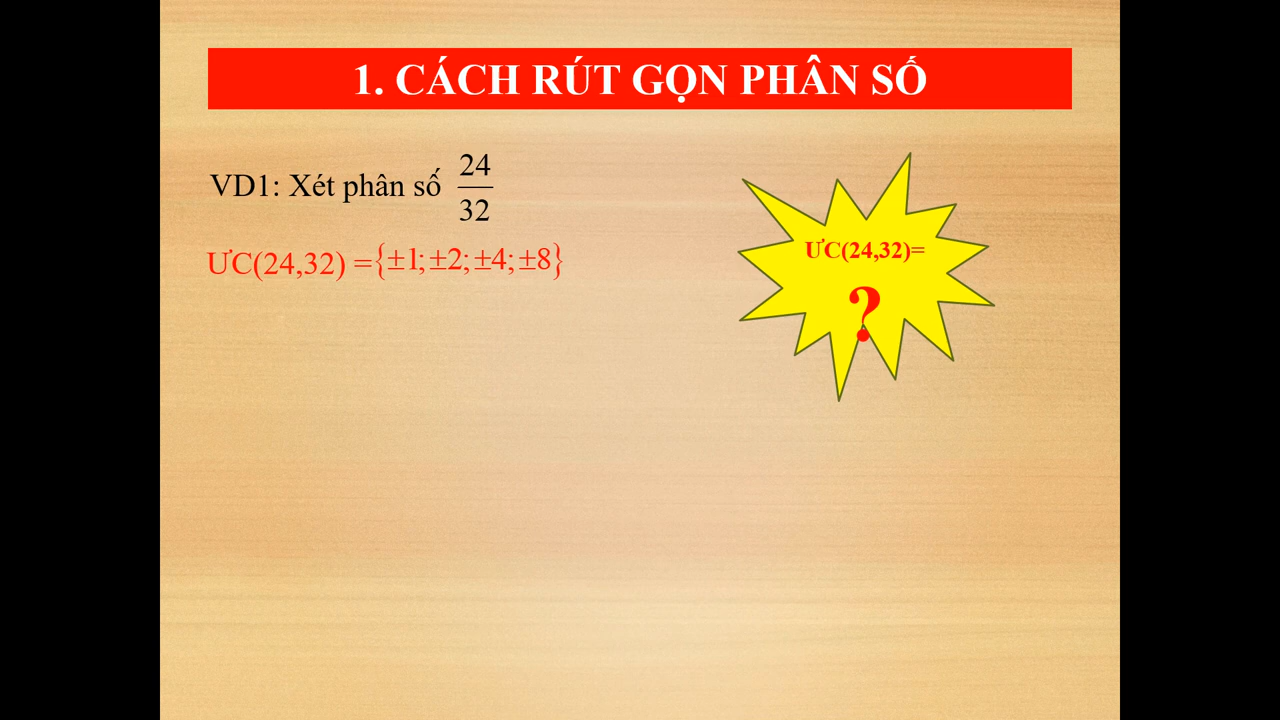 1. CÁCH RÚT GỌN PHÂN SỐ
VD1: Xét phân số 24/32
ƯC(24,32) ={±1;±2;±4;±8}
ƯC(24,32)=
?